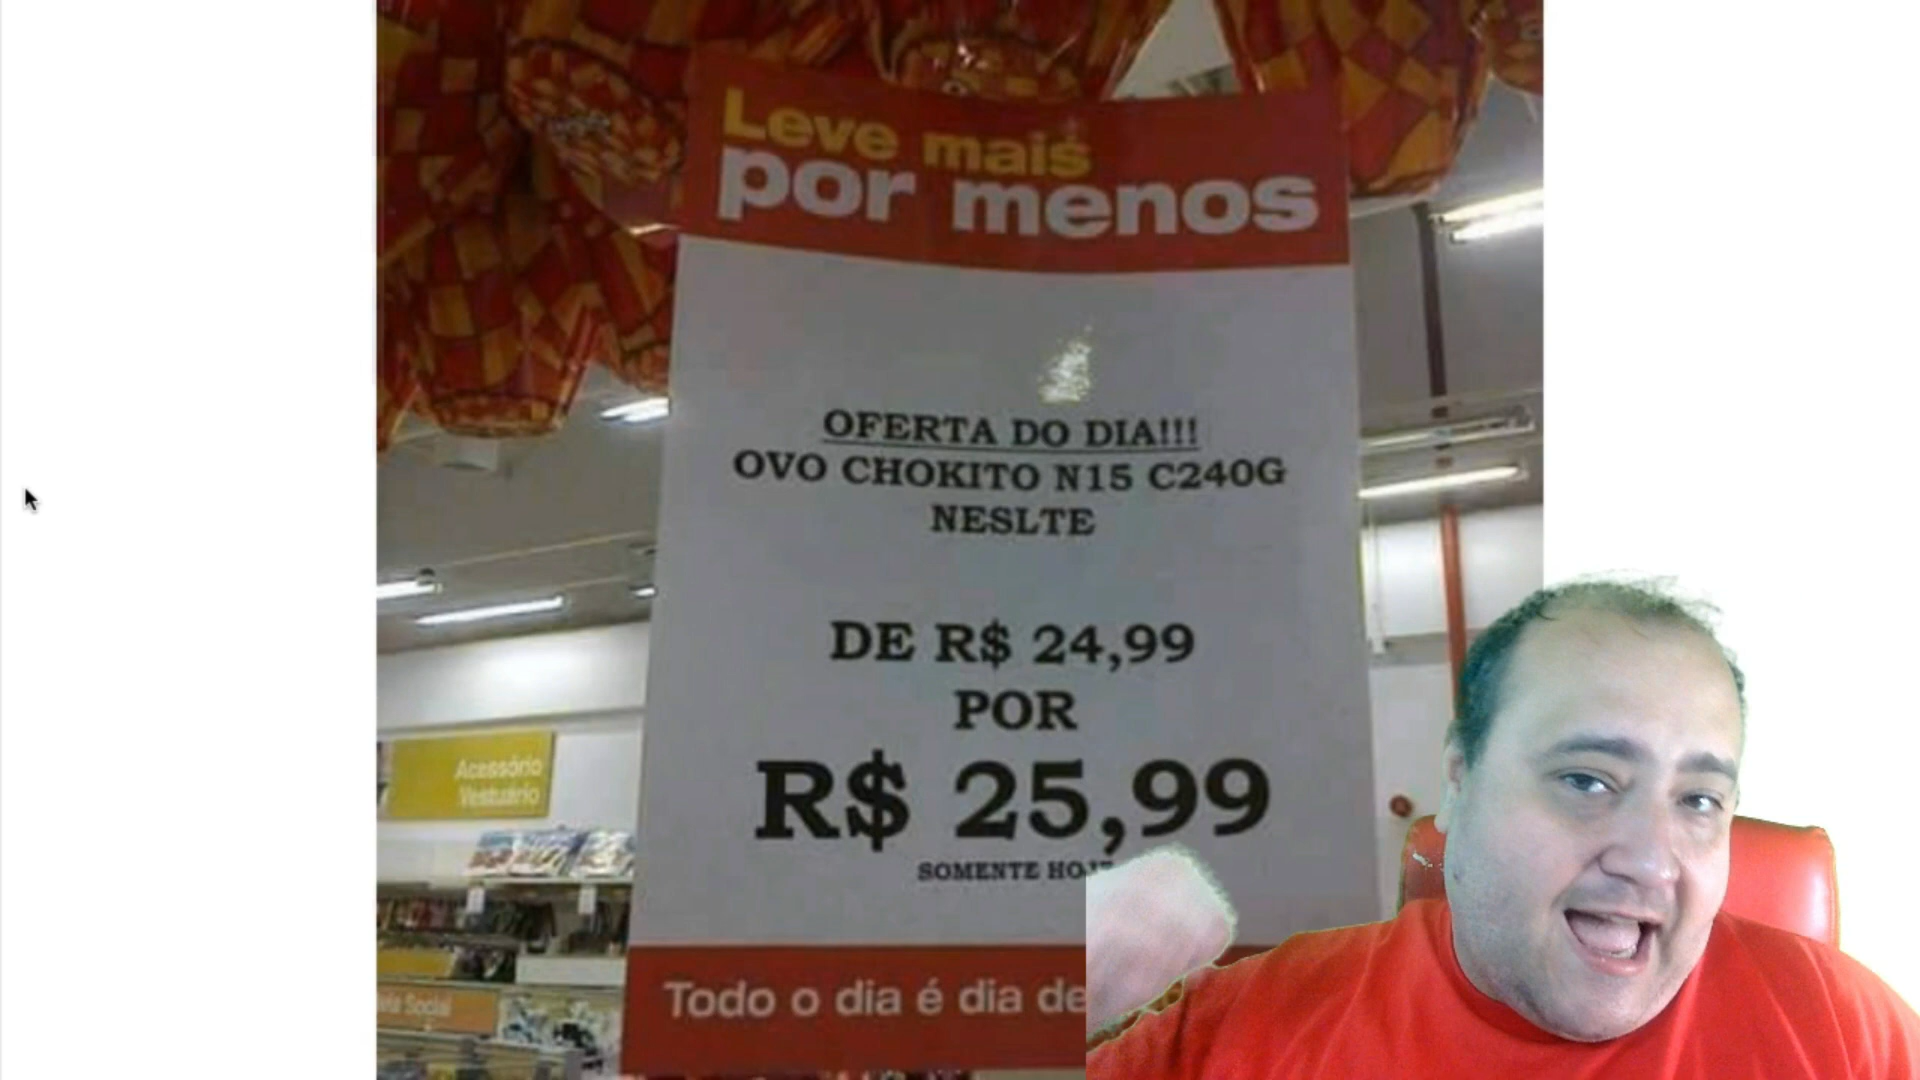 Leve mais
por menos
OFERTA DO DIA!!!
OVO CHOKITO N15 C240G
NESLTE
DE R$ 24,99
POR
R$ 25,99
SOMENTE
Todo o dia é dia de
Acessório
Vestuário
Social